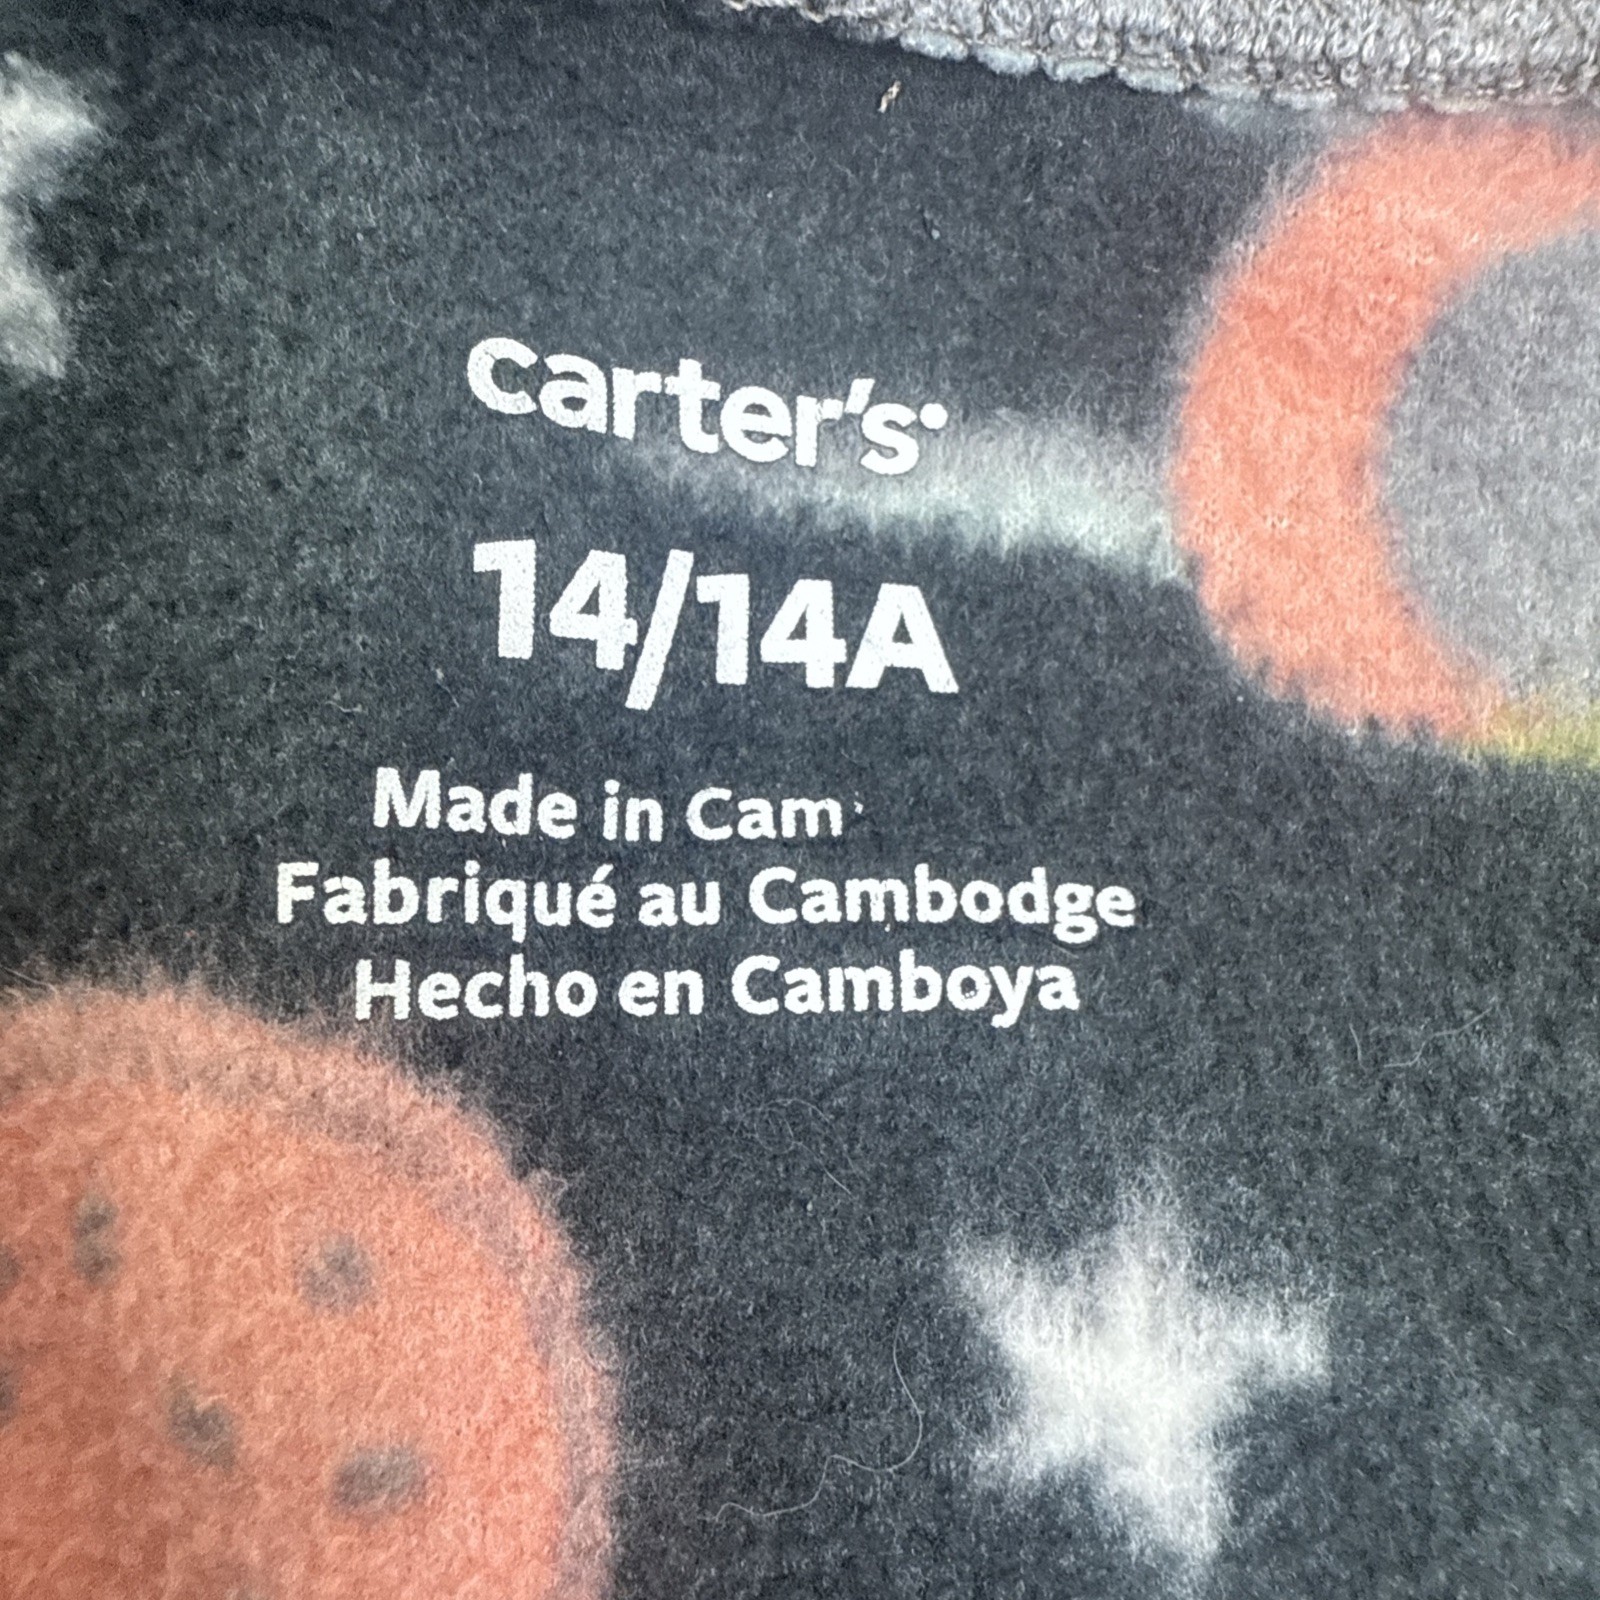 carter's
14/14A
Made in Cam
Fabriqué au Cambodge
Hecho en Camboya